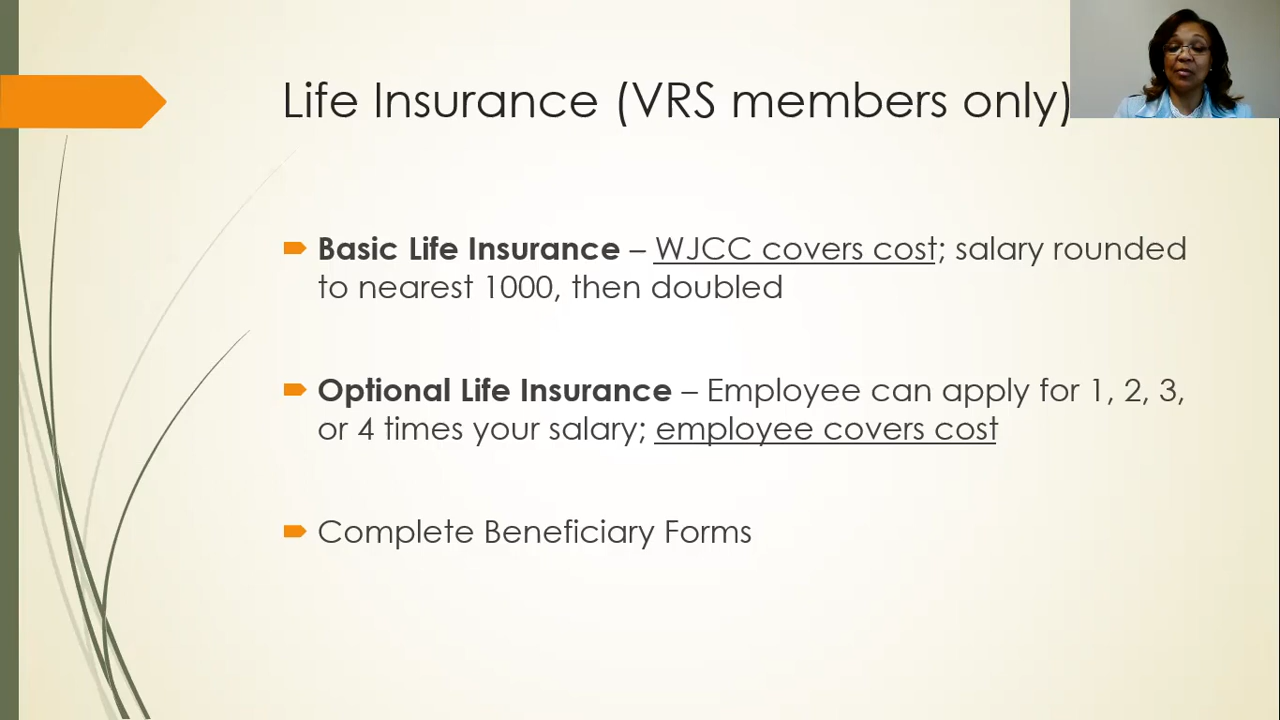 Life Insurance (VRS members only)
Basic Life Insurance – WJCC covers cost; salary rounded
to nearest 1000, then doubled
Optional Life Insurance – Employee can apply for 1, 2, 3,
or 4 times your salary; employee covers cost
Complete Beneficiary Forms